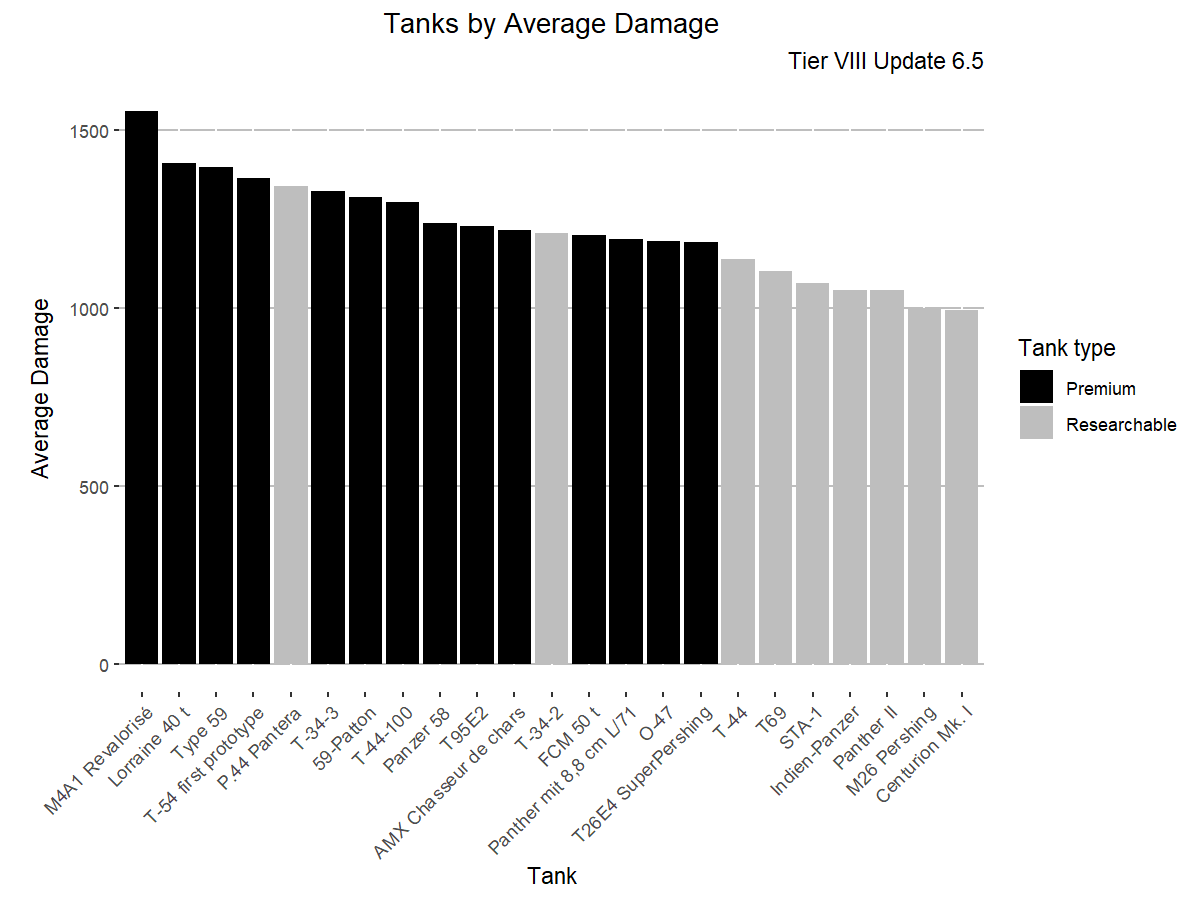 Tanks by Average Damage
Tier VIII Update 6.5
Average Damage
1500
1000
500
0
M4A1 Revalorisé
Lorraine 40 t
Type 59
T-54 first prototype
P.44 Pantera
T-34-3
59-Patton
T-44-100
Panzer 58
T95E2
AMX Chasseur de chars
T-34-2
FCM 50 t
Panther mit 8,8 cm L/71
O-47
T26E4 SuperPershing
T-44
T69
STA-1
Indien-Panzer
Panther II
M26 Pershing
Centurion Mk. I
Tank
Tank type
Premium
Researchable